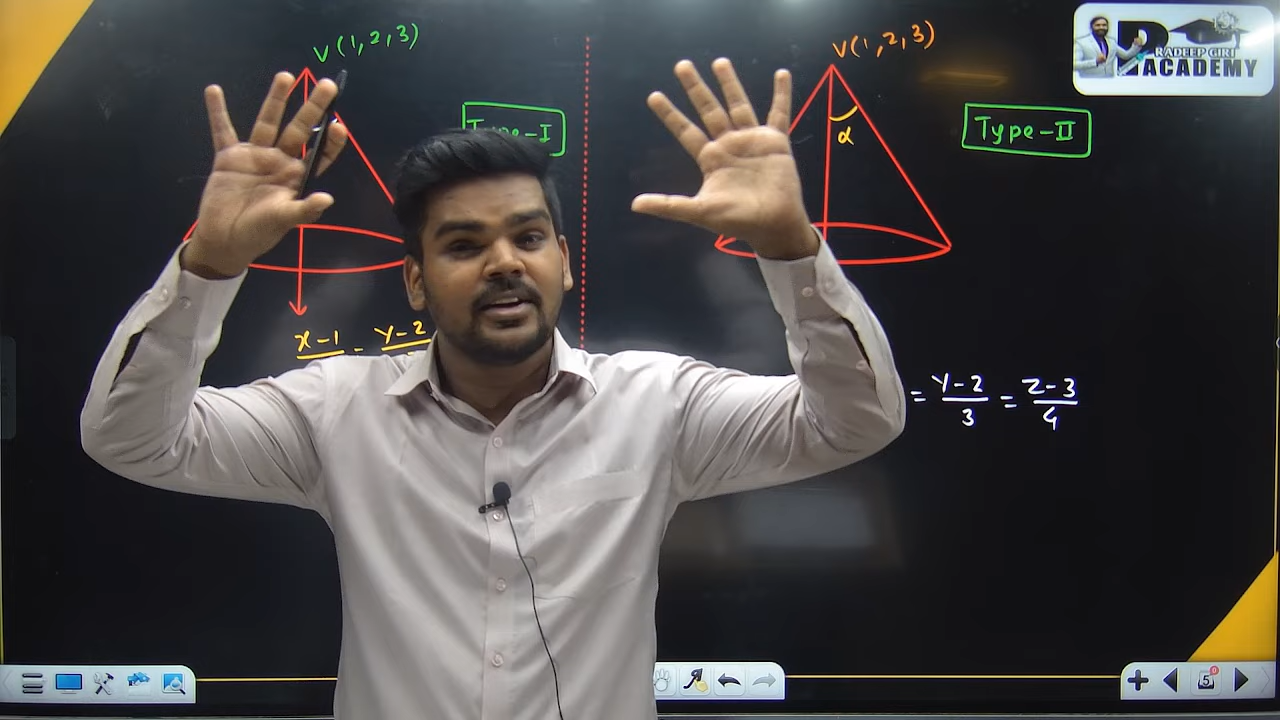 V(1,2,3)
Type-I
x-1 = y-2
V(1,2,3)
α
Type-II
= y-2/3 = z-3/4
RADEEP GIRI
ACADEMY
5